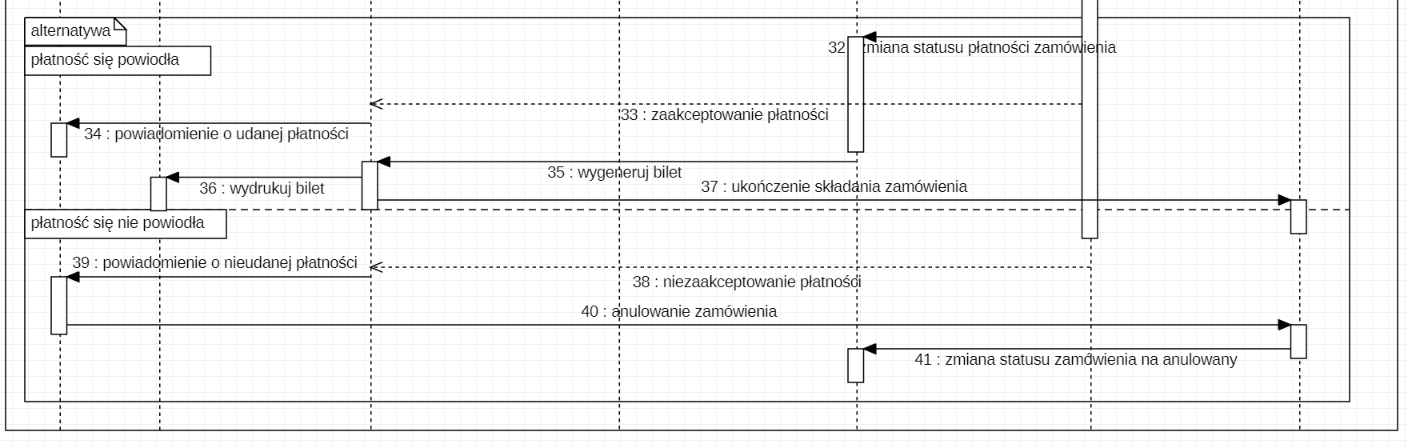 alternatywa
32 : zmiana statusu płatności zamówienia
płatność się powiodła
33 : zaakceptowanie płatności
34 : powiadomienie o udanej płatności
35 : wygeneruj bilet
36 : wydrukuj bilet
37 : ukończenie składania zamówienia
płatność się nie powiodła
39 : powiadomienie o nieudanej płatności
38 : niezaakceptowanie płatności
40 : anulowanie zamówienia
41 : zmiana statusu zamówienia na anulowany